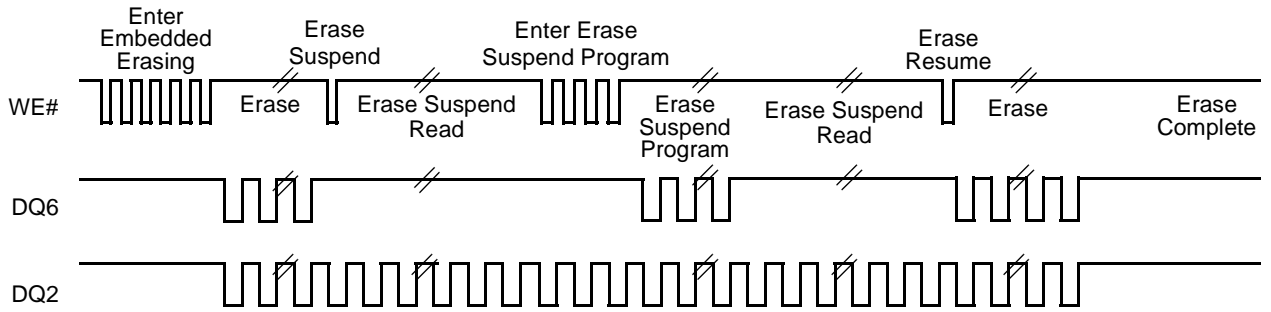 Enter
Embedded
Erasing
Erase
Suspend
Enter Erase
Suspend Program
Erase
Resume
WE#
Erase
Erase Suspend
Read
Erase
Suspend
Program
Erase Suspend
Read
Erase
Erase
Complete
DQ6
DQ2